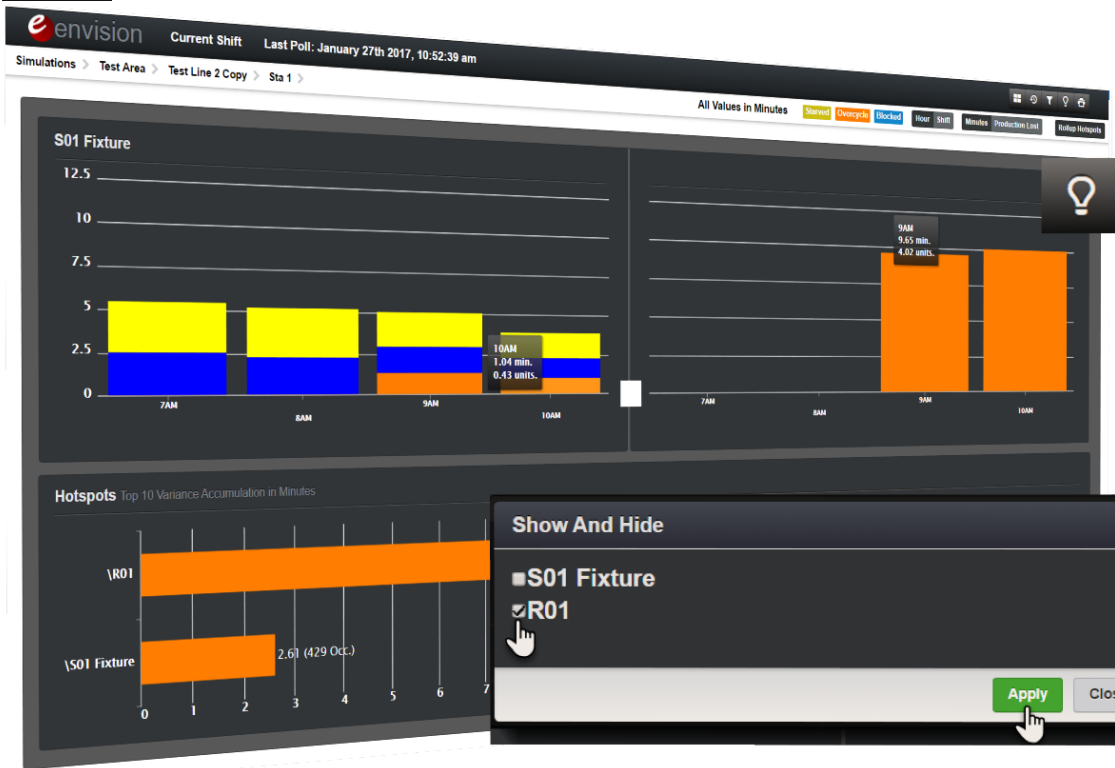 envision Current Shift Last Poll: January 27th 2017, 10:52:39 am
Simulations > Test Area > Test Line 2 Copy > Sta 1 >
All Values in Minutes Starved Overcycle Blocked Hour Shift Minutes Production Lost Rollup Hotspots
S01 Fixture
12.5
10
7.5
5
2.5
0
7AM 8AM 9AM 10AM
10AM
1.04 min.
0.43 units.
9AM
9.65 min.
4.02 units.
7AM 8AM 9AM 10AM
Hotspots Top 10 Variance Accumulation in Minutes
\R01
\S01 Fixture
2.61 (429 Occ.)
0 1 2 3 4 5 6 7
Show And Hide
S01 Fixture
R01
Apply Clos